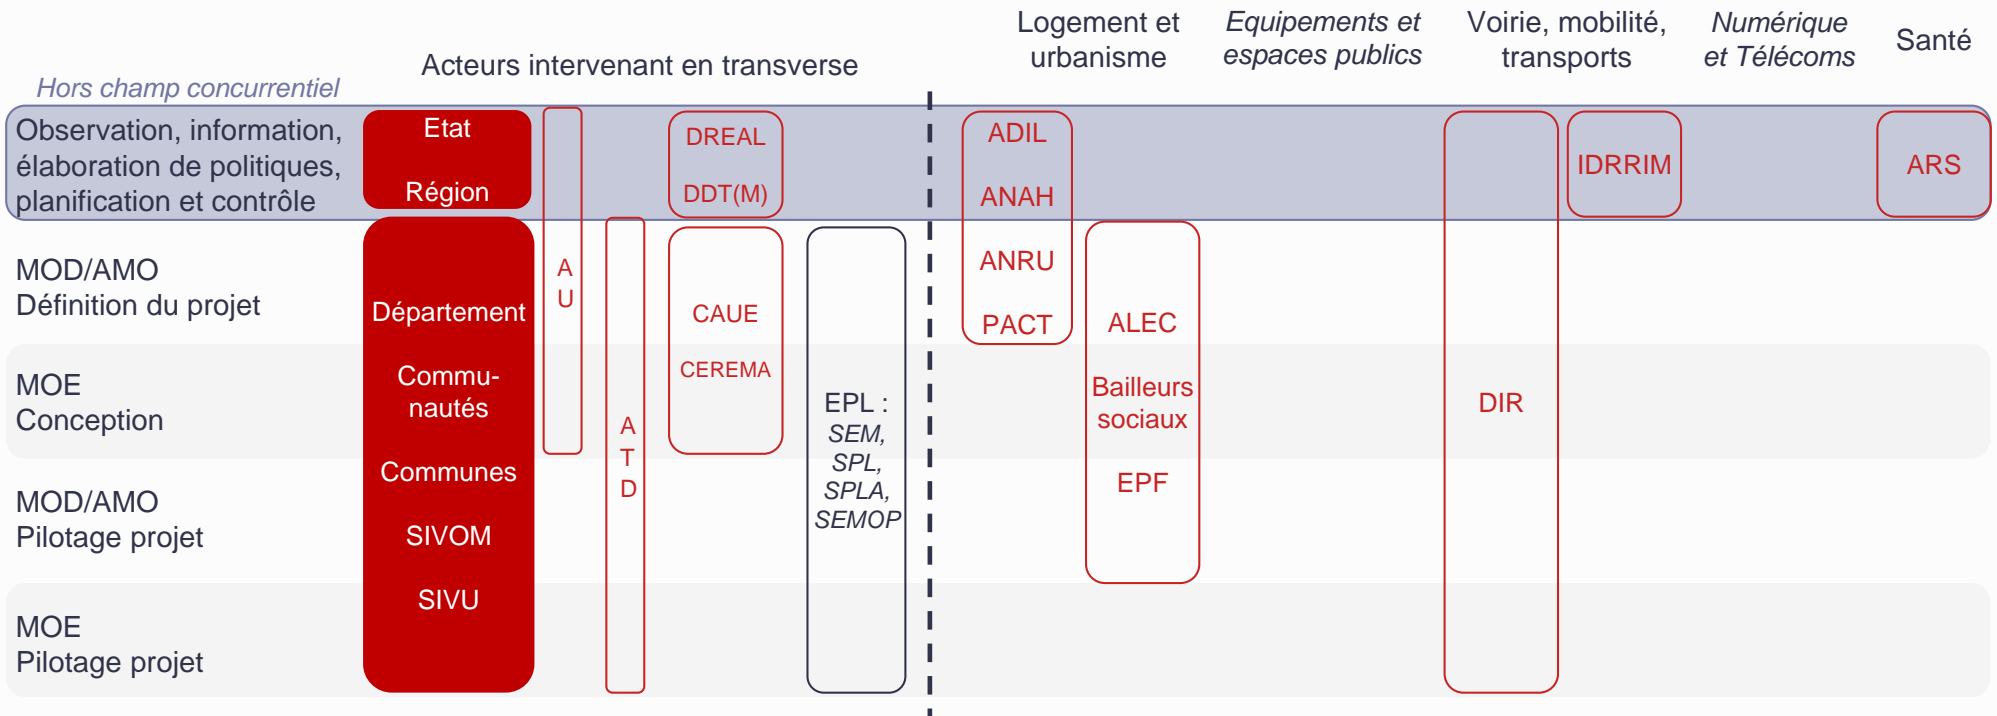 Logement et
urbanisme
Equipements et
espaces publics
Voirie, mobilité,
transports
Numérique
et Télécoms
Santé
Acteurs intervenant en transverse
Hors champ concurrentiel
Observation, information,
élaboration de politiques,
planification et contrôle
Etat
Région
DREAL
DDT(M)
ADIL
ANAH
ANRU
PACT
IDRRIM
ARS
MOD/AMO
Définition du projet
MOE
Conception
MOD/AMO
Pilotage projet
MOE
Pilotage projet
Département
Commu-
nautés
Communes
SIVOM
SIVU
A
U
A
T
D
CAUE
CEREMA
EPL :
SEM,
SPL,
SPLA,
SEMOP
ALEC
Bailleurs
sociaux
EPF
DIR